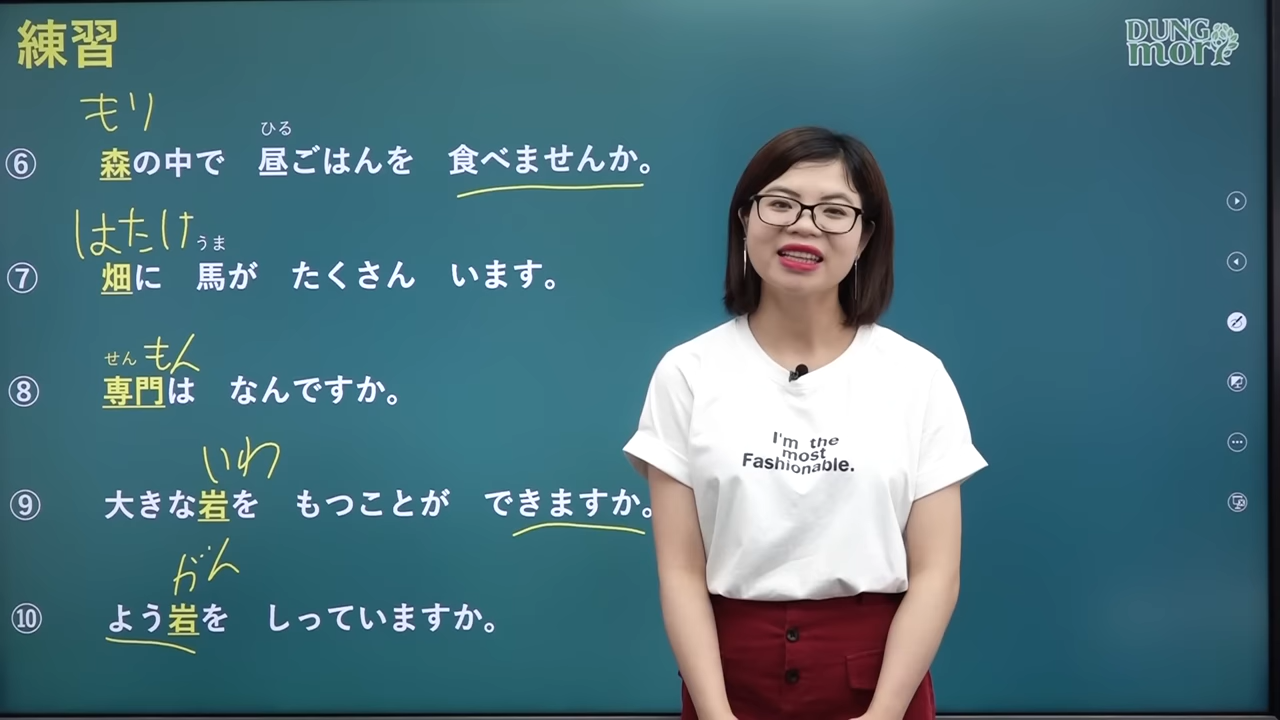 練習
DUNG
mori
もり
ひる
⑥ 森の中で 昼ごはんを 食べませんか。
はたけ
うま
⑦ 畑に 馬が たくさん います。
せん もん
⑧ 専門は なんですか。
いわ
⑨ 大きな岩を もつことが できますか。
がん
⑩ よう岩を しっていますか。
I'm the
most
Fashionable.